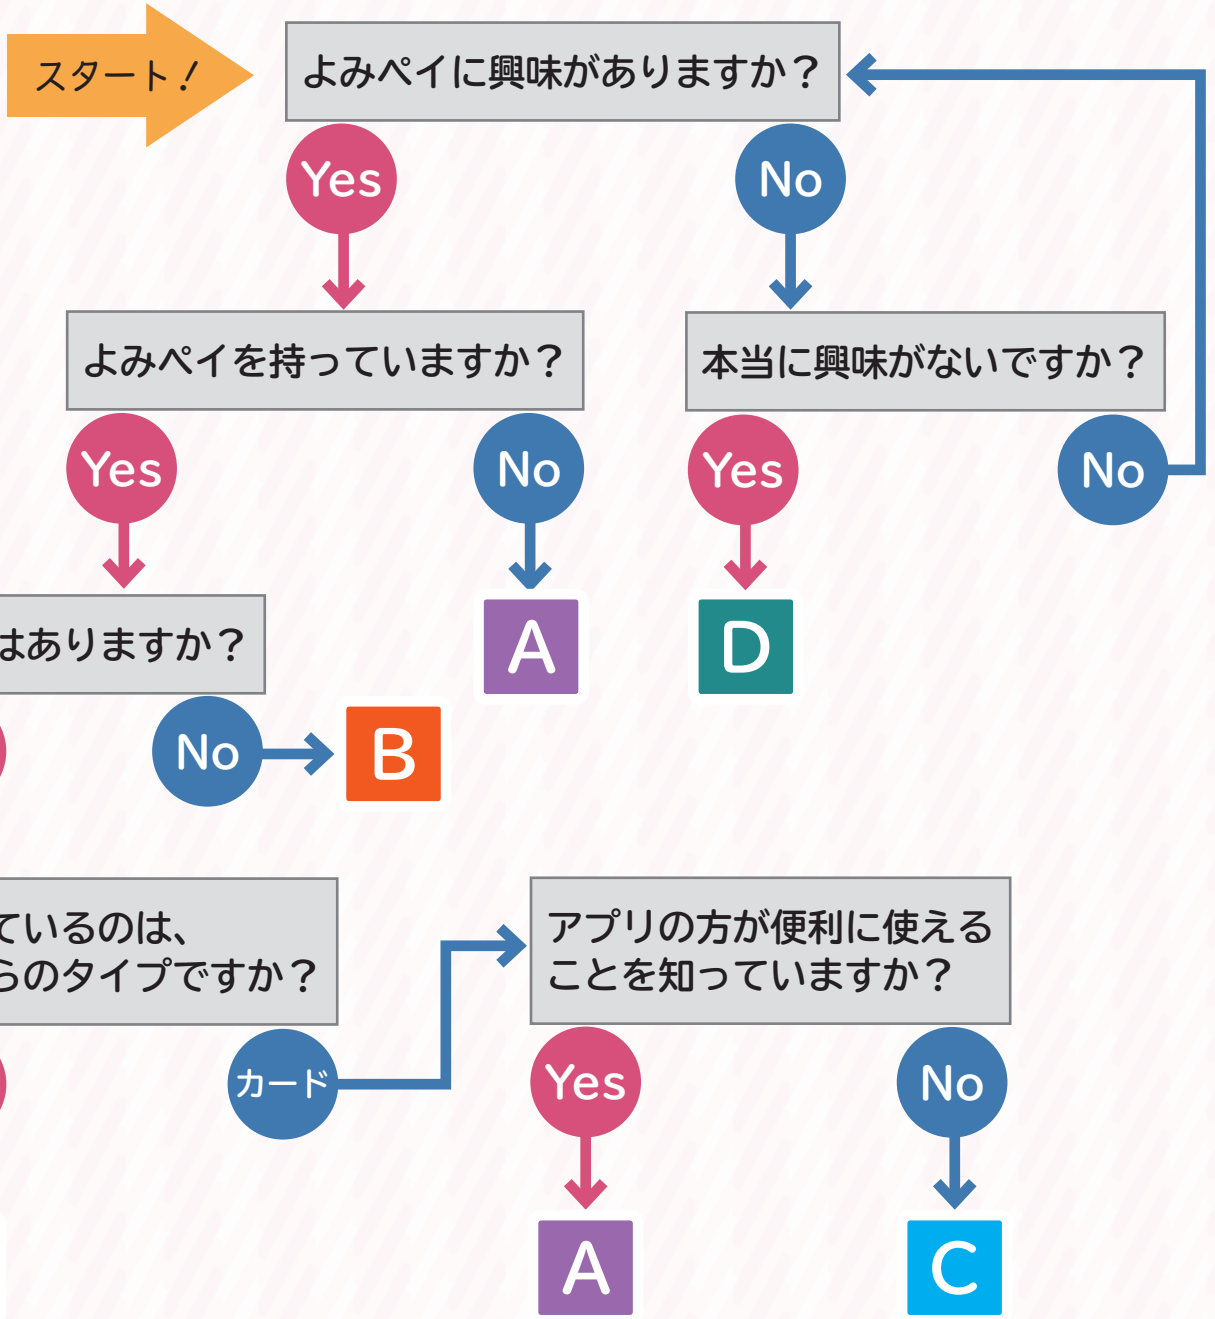 スタート！
よみペイに興味がありますか？
Yes
No
よみペイを持っていますか？
本当に興味がないですか？
Yes
No
Yes
No
はありますか？
A
D
No
B
ているのは、
らのタイプですか？
アプリの方が便利に使える
ことを知っていますか？
カード
Yes
No
A
C